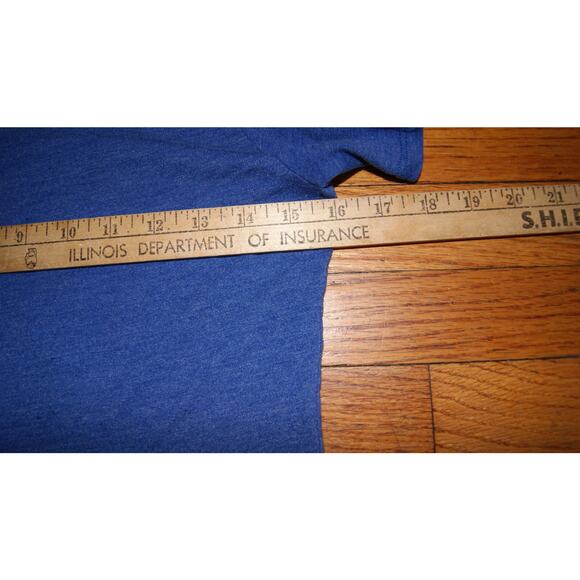 9 10 11 12 13 14 15 16 17 18 19 20 21
ILLINOIS DEPARTMENT OF INSURANCE S.H.I.